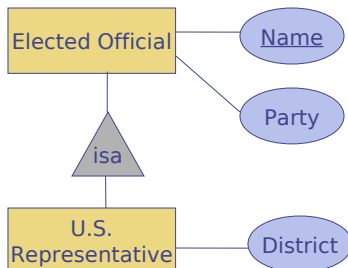 Elected Official
Name
Party
isa
U.S.
Representative
District